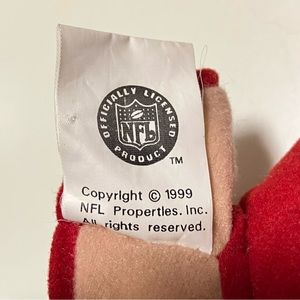 OFFICIALLY LICENSED
NFL
PRODUCT
TM
Copyright © 1999
NFL Properties. Inc.
All rights reserved.